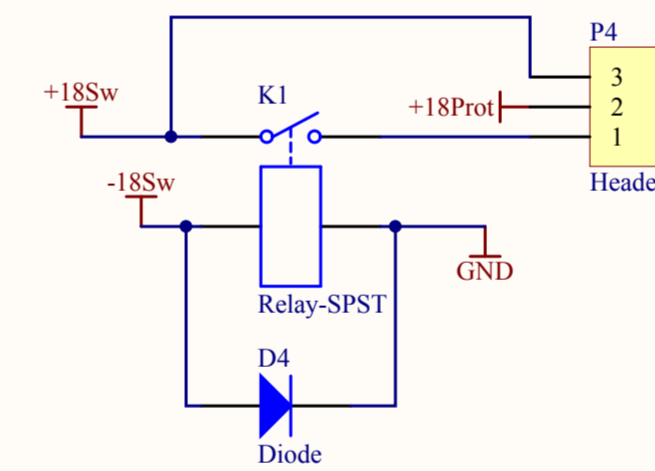 P4
+18Sw
K1
3
+18Prot
2
1
-18Sw
Heade
GND
Relay-SPST
D4
Diode